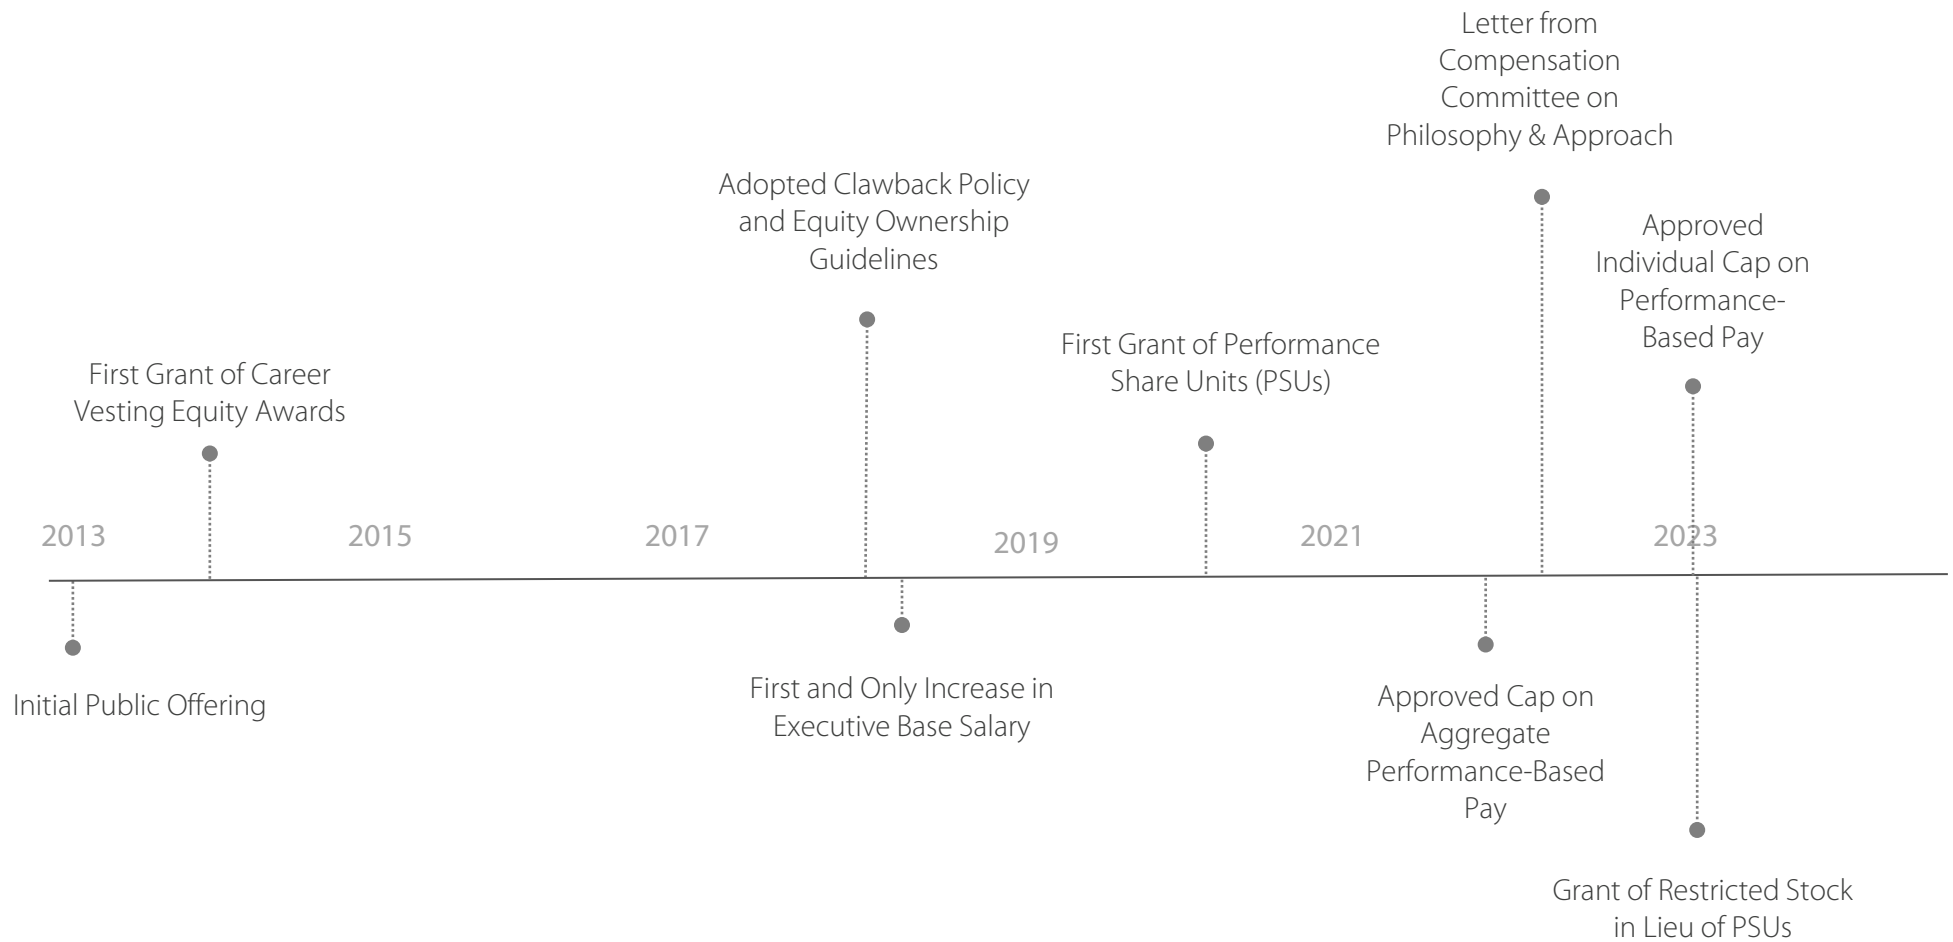 Letter from
Compensation
Committee on
Philosophy & Approach
Adopted Clawback Policy
and Equity Ownership
Guidelines
Approved
Individual Cap on
Performance-
Based Pay
First Grant of Performance
Share Units (PSUs)
First Grant of Career
Vesting Equity Awards
2013
2015
2017
2019
2021
2023
Initial Public Offering
First and Only Increase in
Executive Base Salary
Approved Cap on
Aggregate
Performance-Based
Pay
Grant of Restricted Stock
in Lieu of PSUs